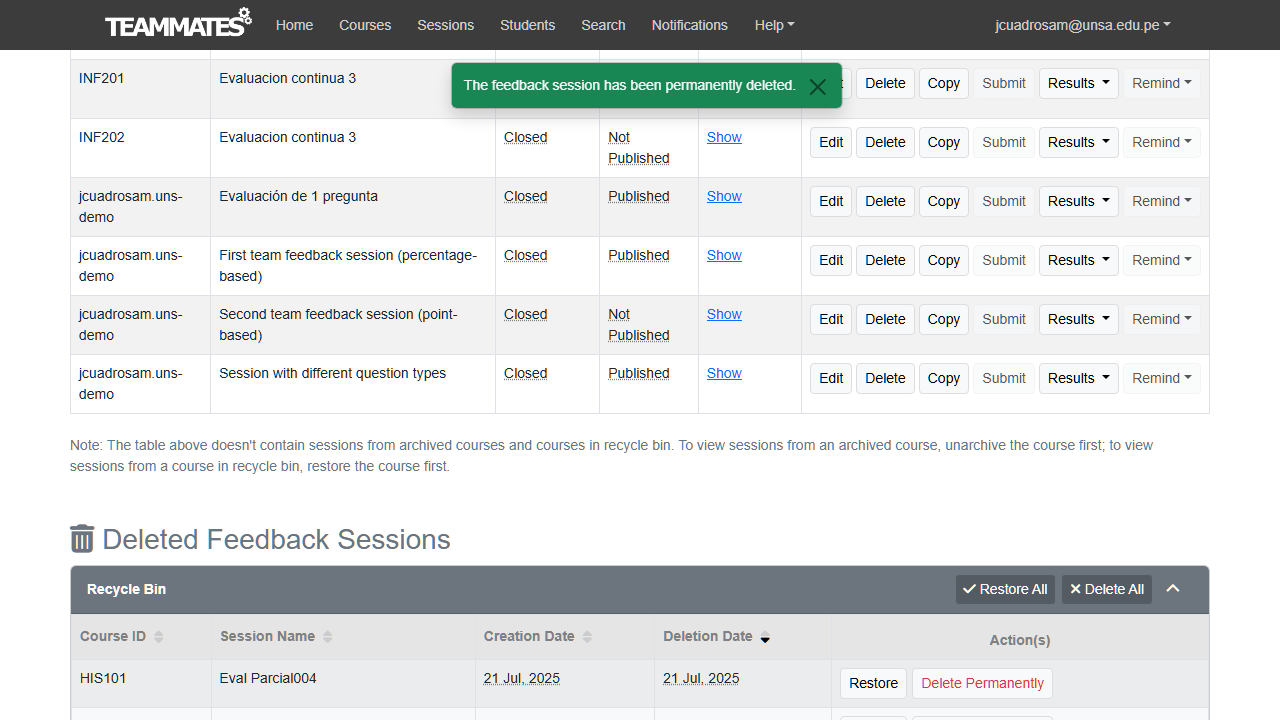 TEAMMATES Home Courses Sessions Students Search Notifications Help jcuadrosam@unsa.edu.pe
The feedback session has been permanently deleted.
INF201 Evaluacion continua 3 Delete Copy Submit Results Remind
INF202 Evaluacion continua 3 Closed Not Published Show Edit Delete Copy Submit Results Remind
jcuadrosam.uns-demo Evaluación de 1 pregunta Closed Published Show Edit Delete Copy Submit Results Remind
jcuadrosam.uns-demo First team feedback session (percentage-based) Closed Published Show Edit Delete Copy Submit Results Remind
jcuadrosam.uns-demo Second team feedback session (point-based) Closed Not Published Show Edit Delete Copy Submit Results Remind
jcuadrosam.uns-demo Session with different question types Closed Published Show Edit Delete Copy Submit Results Remind
Note: The table above doesn't contain sessions from archived courses and courses in recycle bin. To view sessions from an archived course, unarchive the course first; to view
sessions from a course in recycle bin, restore the course first.
Deleted Feedback Sessions
Recycle Bin Restore All Delete All
Course ID Session Name Creation Date Deletion Date Action(s)
HIS101 Eval Parcial004 21 Jul, 2025 21 Jul, 2025 Restore Delete Permanently